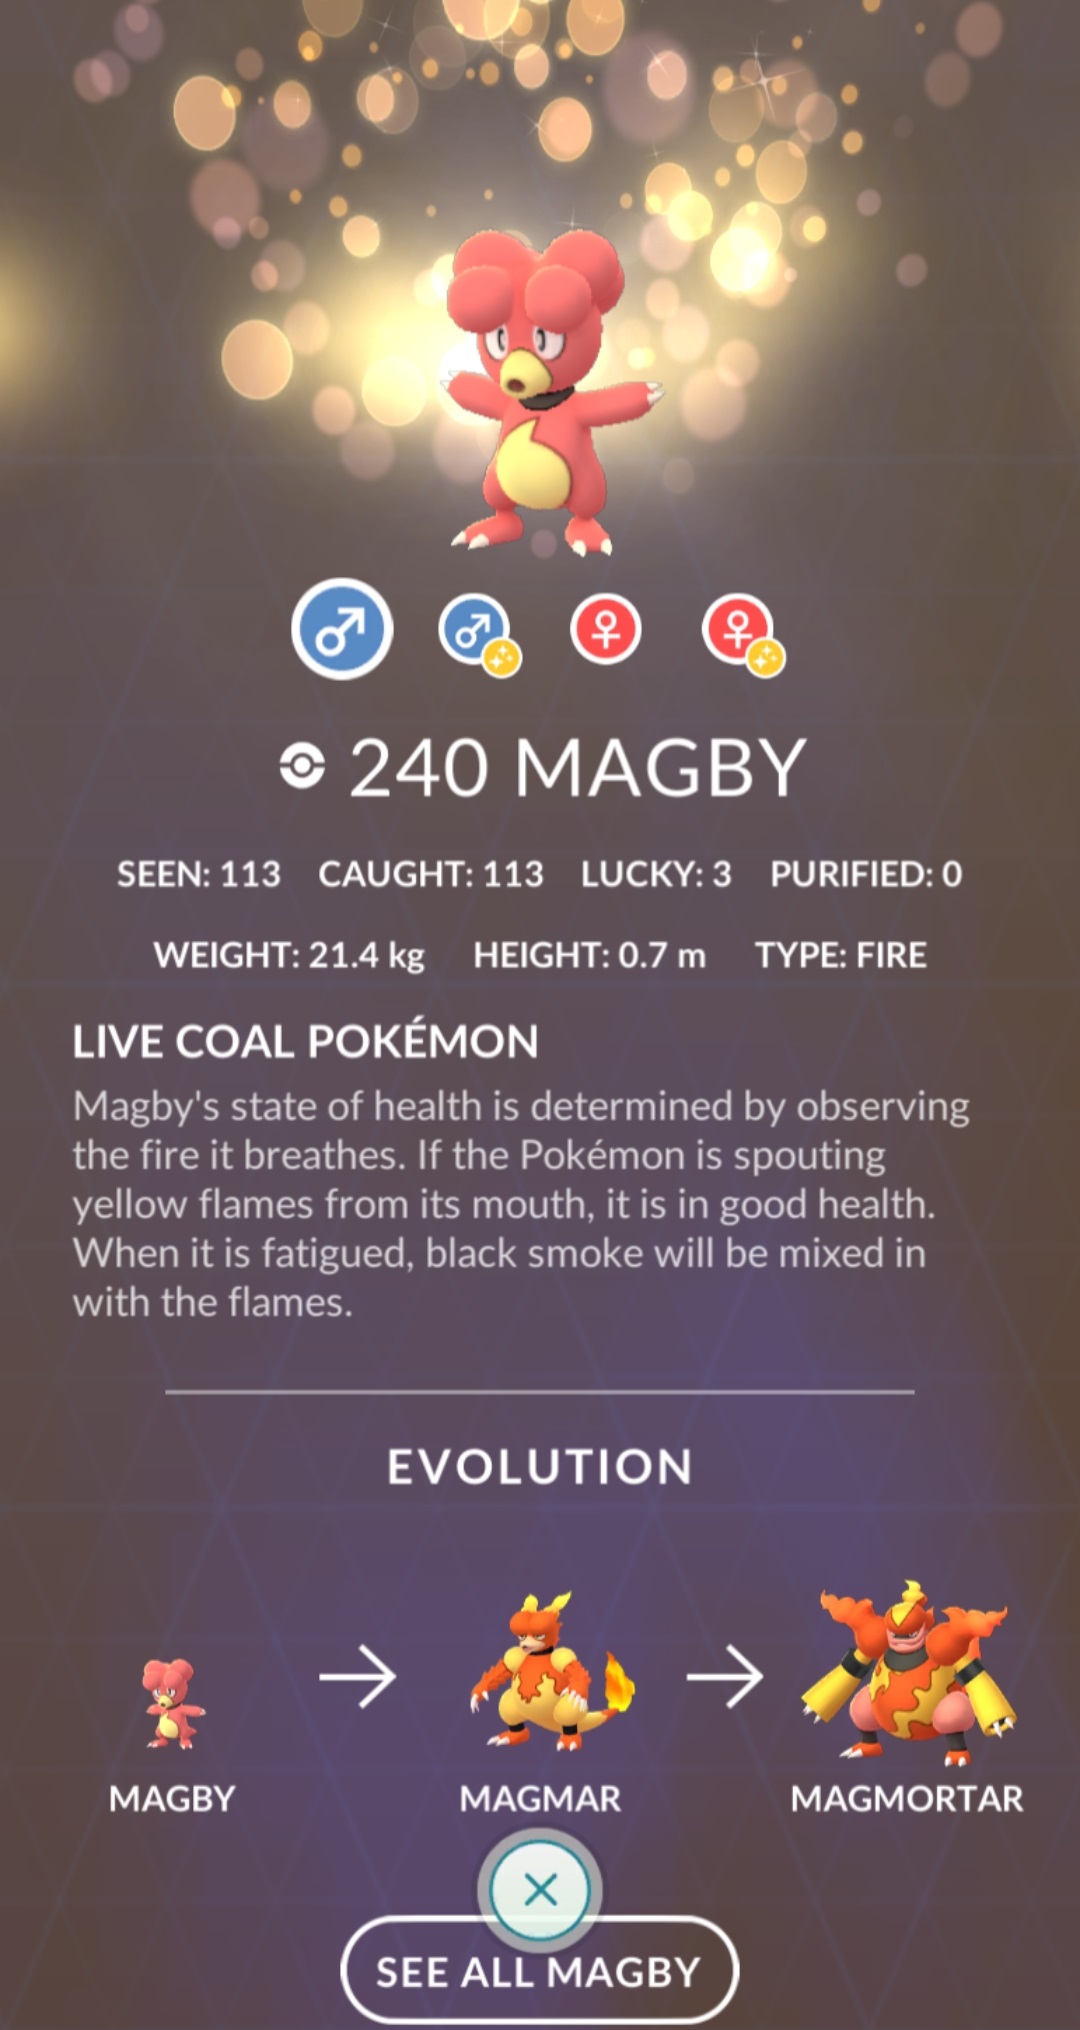 240 MAGBY
SEEN: 113 CAUGHT: 113 LUCKY: 3 PURIFIED: 0
WEIGHT: 21.4 kg HEIGHT: 0.7 m TYPE: FIRE
LIVE COAL POKÉMON
Magby's state of health is determined by observing
the fire it breathes. If the Pokémon is spouting
yellow flames from its mouth, it is in good health.
When it is fatigued, black smoke will be mixed in
with the flames.
EVOLUTION
MAGBY MAGMAR MAGMORTAR
SEE ALL MAGBY